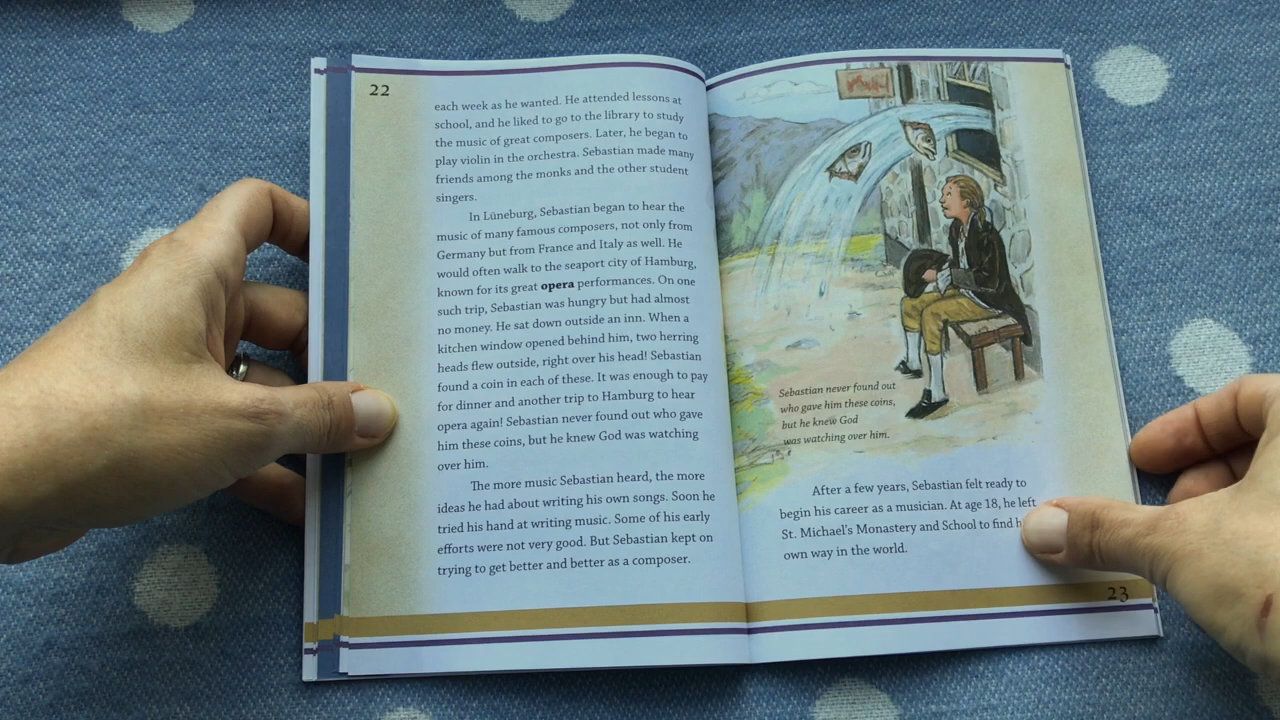 22
each week as he wanted. He attended lessons at
school, and he liked to go to the library to study
the music of great composers. Later, he began to
play violin in the orchestra. Sebastian made many
friends among the monks and the other student
singers.
In Lüneburg, Sebastian began to hear the
music of many famous composers, not only from
Germany but from France and Italy as well. He
would often walk to the seaport city of Hamburg,
known for its great opera performances. On one
such trip, Sebastian was hungry but had almost
no money. He sat down outside an inn. When a
kitchen window opened behind him, two herring
heads flew outside, right over his head! Sebastian
found a coin in each of these. It was enough to pay
for dinner and another trip to Hamburg to hear
opera again! Sebastian never found out who gave
him these coins, but he knew God was watching
over him.
The more music Sebastian heard, the more
ideas he had about writing his own songs. Soon he
tried his hand at writing music. Some of his early
efforts were not very good. But Sebastian kept on
trying to get better and better as a composer.
Sebastian never found out
who gave him these coins,
but he knew God
was watching over him.
After a few years, Sebastian felt ready to
begin his career as a musician. At age 18, he left
St. Michael's Monastery and School to find
own way in the world.
23